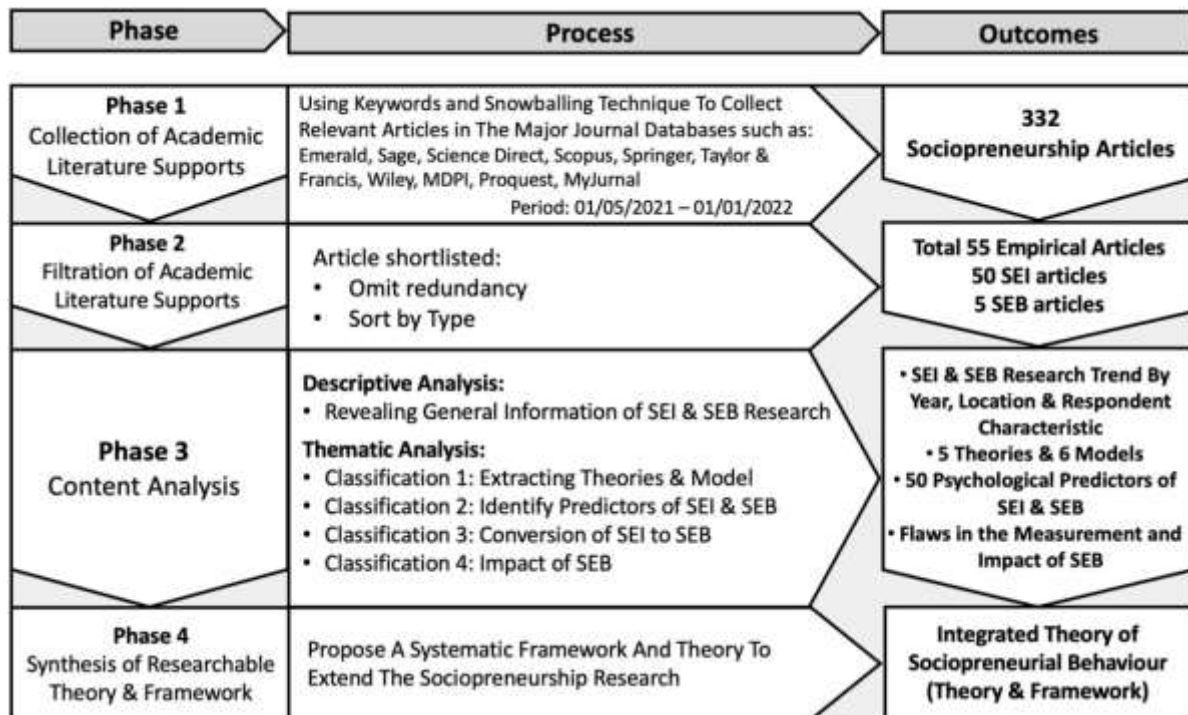 Phase
Process
Outcomes
Phase 1
Collection of Academic
Literature Supports
Using Keywords and Snowballing Technique To Collect
Relevant Articles in The Major Journal Databases such as:
Emerald, Sage, Science Direct, Scopus, Springer, Taylor &
Francis, Wiley, MDPI, Proquest, MyJurnal
Period: 01/05/2021 – 01/01/2022
332
Sociopreneurship Articles
Phase 2
Filtration of Academic
Literature Supports
Article shortlisted:
• Omit redundancy
• Sort by Type
Total 55 Empirical Articles
50 SEI articles
5 SEB articles
Phase 3
Content Analysis
Descriptive Analysis:
• Revealing General Information of SEI & SEB Research
Thematic Analysis:
• Classification 1: Extracting Theories & Model
• Classification 2: Identify Predictors of SEI & SEB
• Classification 3: Conversion of SEI to SEB
• Classification 4: Impact of SEB
• SEI & SEB Research Trend By
Year, Location & Respondent
Characteristic
• 5 Theories & 6 Models
• 50 Psychological Predictors of
SEI & SEB
• Flaws in the Measurement and
Impact of SEB
Phase 4
Synthesis of Researchable
Theory & Framework
Propose A Systematic Framework And Theory To
Extend The Sociopreneurship Research
Integrated Theory of
Sociopreneurial Behaviour
(Theory & Framework)